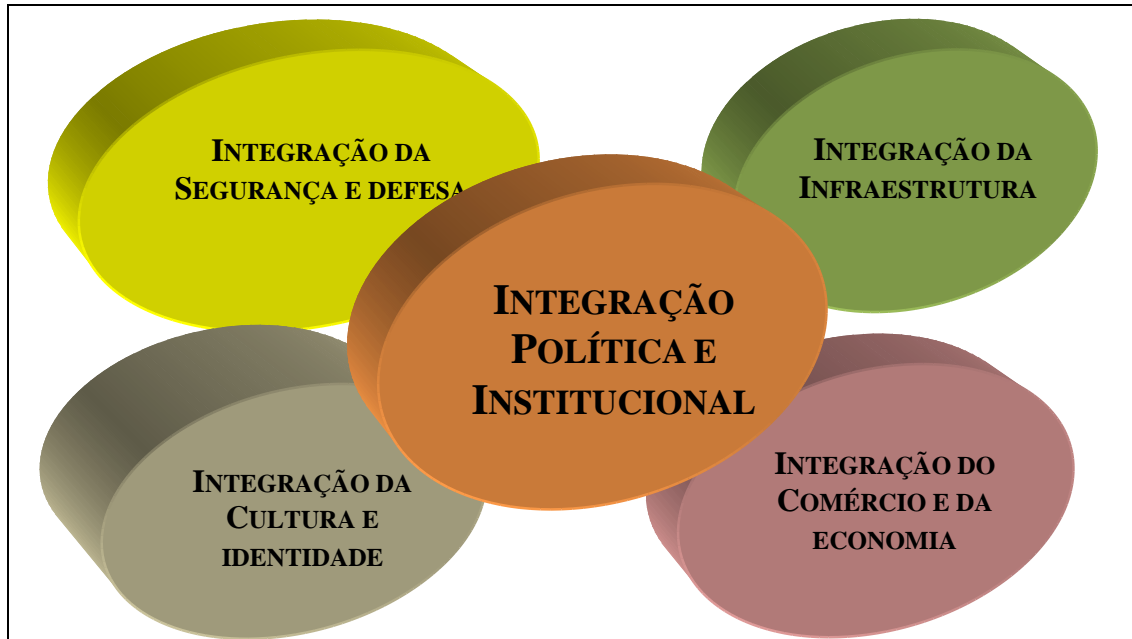 INTEGRAÇÃO DA
SEGURANÇA E DEFESA
INTEGRAÇÃO DA
INFRAESTRUTURA
INTEGRAÇÃO
POLÍTICA E
INSTITUCIONAL
INTEGRAÇÃO DA
CULTURA E
IDENTIDADE
INTEGRAÇÃO DO
COMÉRCIO E DA
ECONOMIA